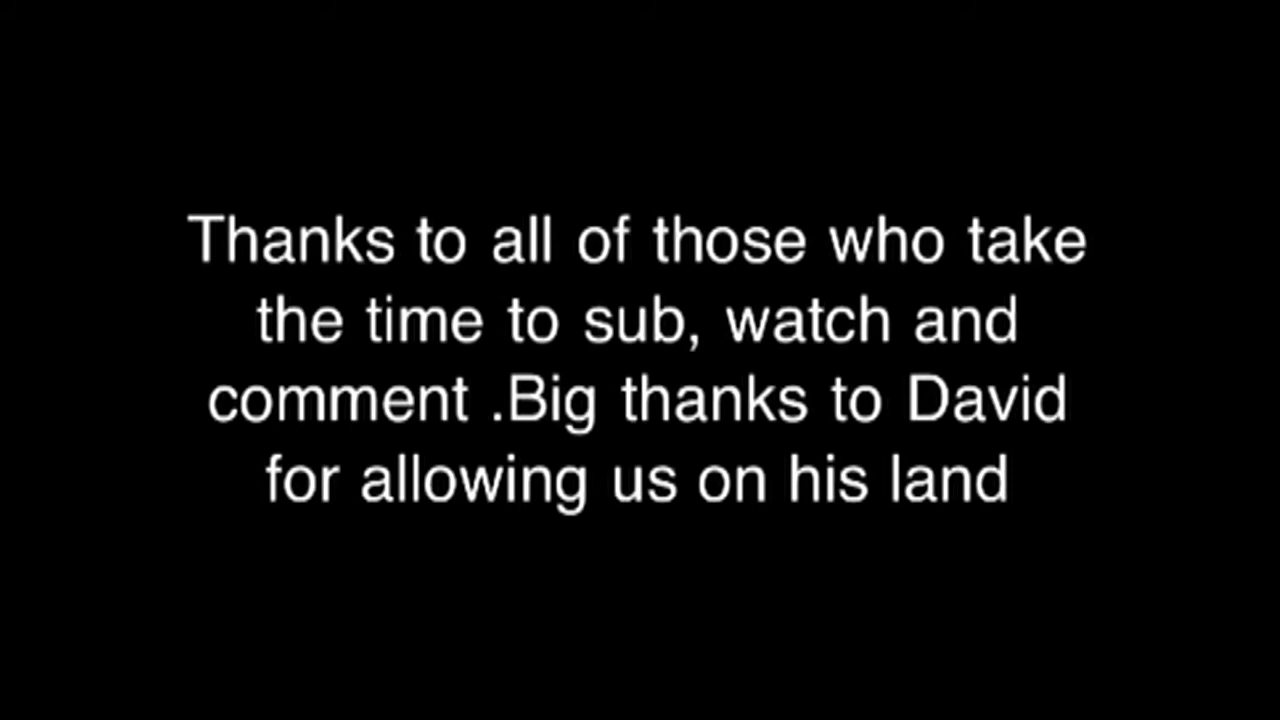 Thanks to all of those who take
the time to sub, watch and
comment .Big thanks to David
for allowing us on his land